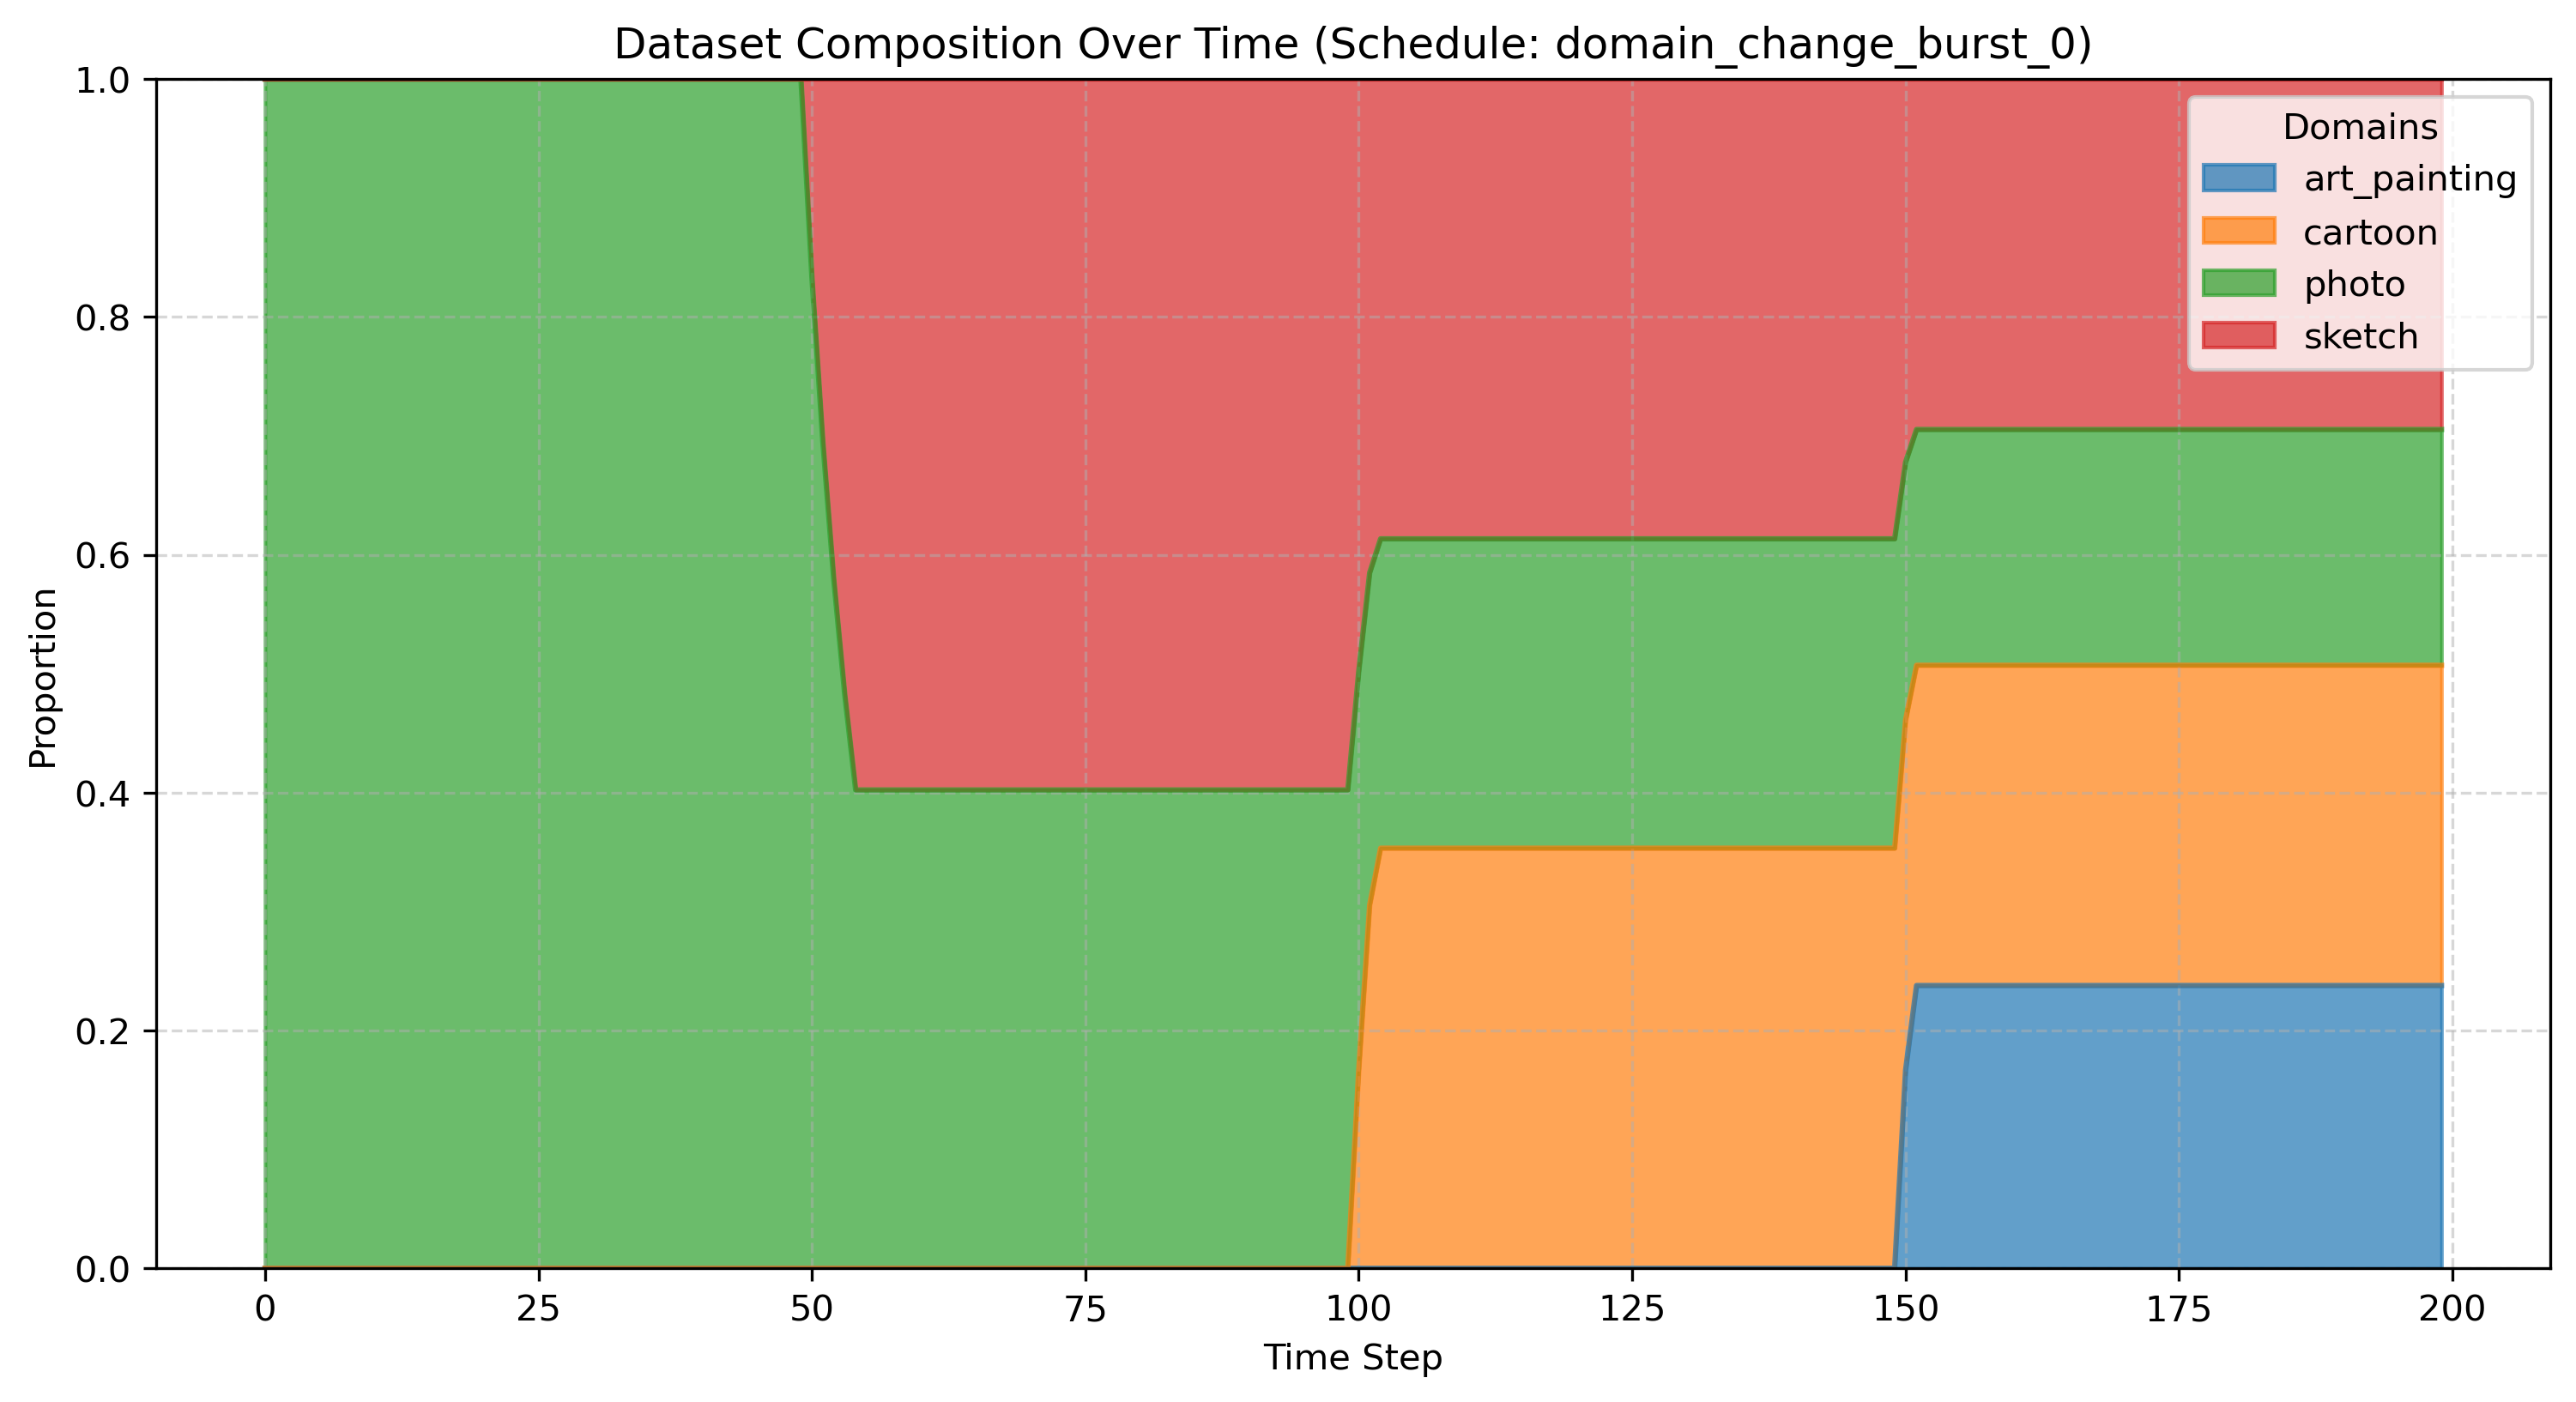 Dataset Composition Over Time (Schedule: domain_change_burst_0)
Proportion
1.0
0.8
0.6
0.4
0.2
0.0
Domains
art_painting
cartoon
photo
sketch
0 25 50 75 100 125 150 175 200
Time Step